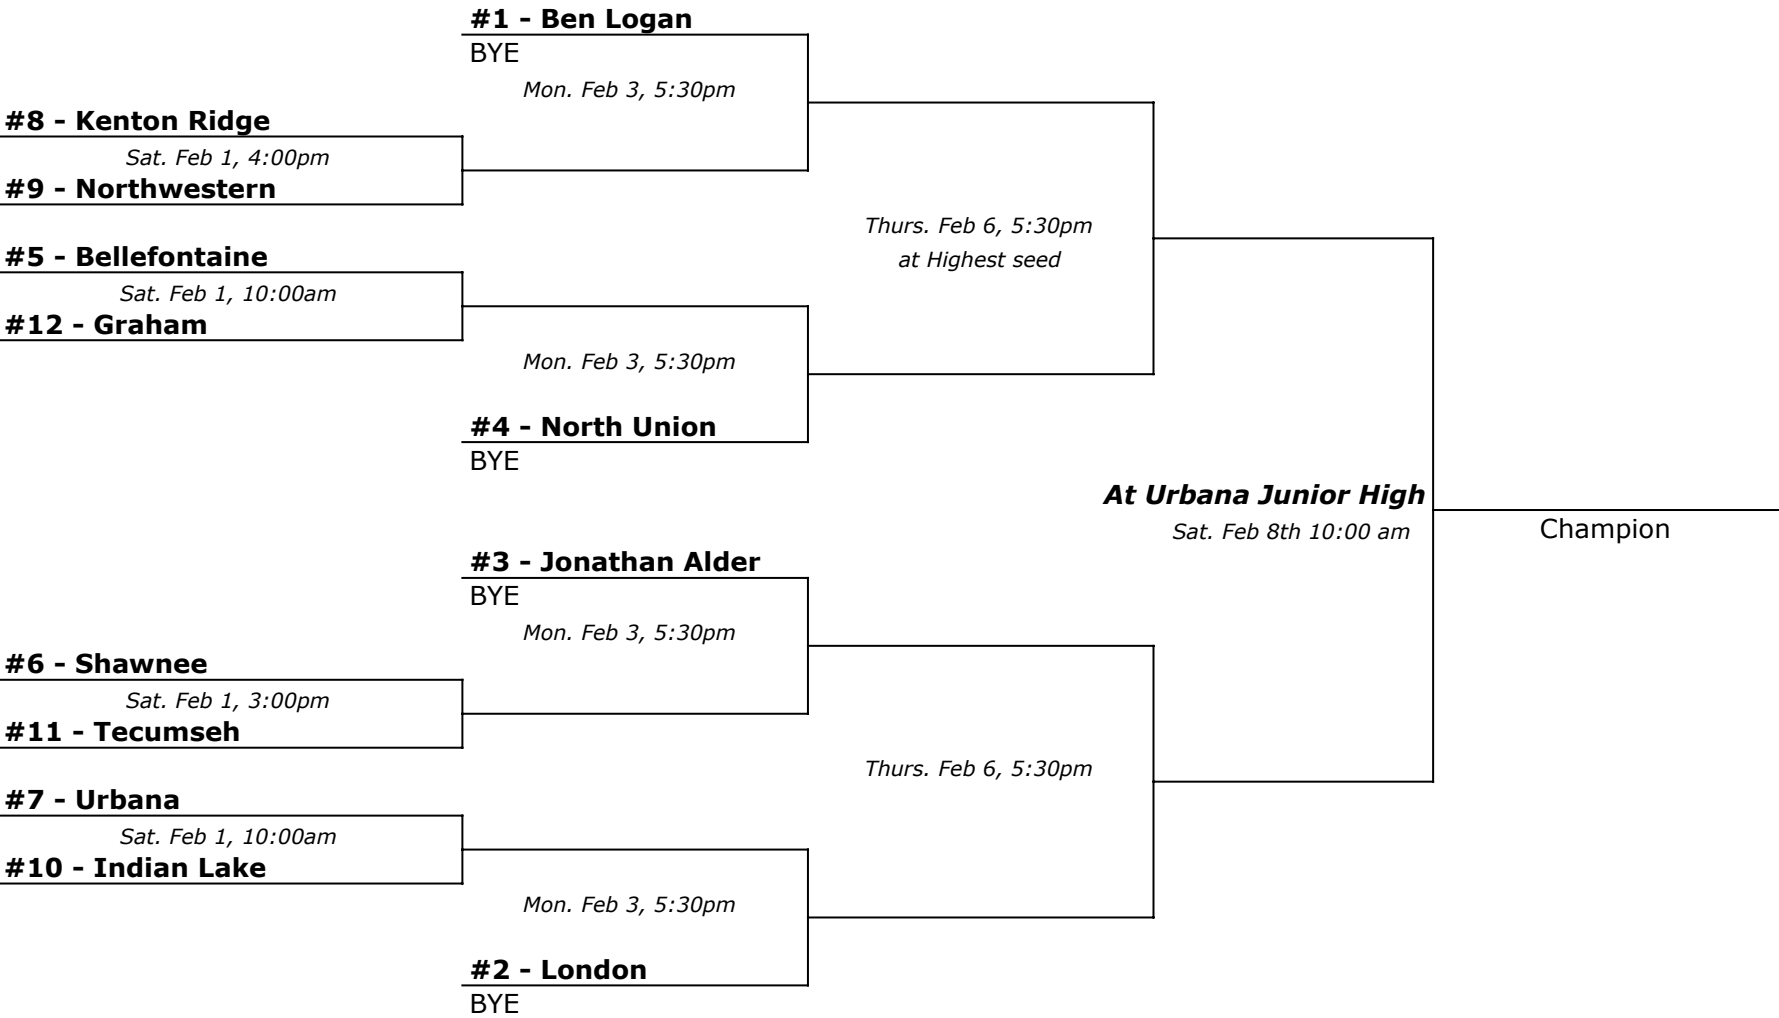 #1 - Ben Logan
BYE
Mon. Feb 3, 5:30pm
#8 - Kenton Ridge
Sat. Feb 1, 4:00pm
#9 - Northwestern
Thurs. Feb 6, 5:30pm
at Highest seed
#5 - Bellefontaine
Sat. Feb 1, 10:00am
#12 - Graham
Mon. Feb 3, 5:30pm
#4 - North Union
BYE
At Urbana Junior High
Sat. Feb 8th 10:00 am
Champion
#3 - Jonathan Alder
BYE
Mon. Feb 3, 5:30pm
#6 - Shawnee
Sat. Feb 1, 3:00pm
#11 - Tecumseh
Thurs. Feb 6, 5:30pm
#7 - Urbana
Sat. Feb 1, 10:00am
#10 - Indian Lake
Mon. Feb 3, 5:30pm
#2 - London
BYE